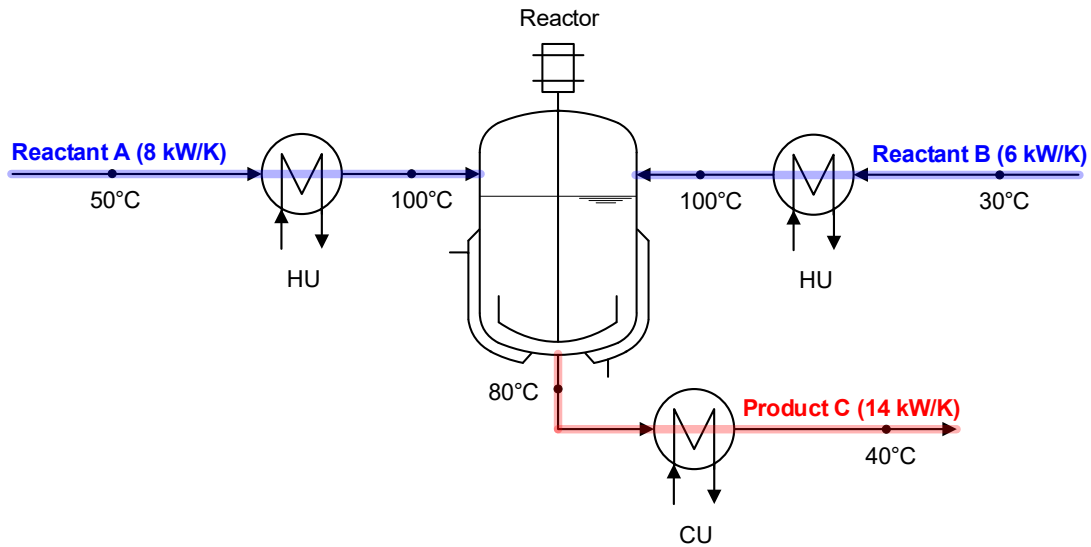 Reactor
Reactant A (8 kW/K)
Reactant B (6 kW/K)
50°C
100°C
100°C
30°C
HU
HU
80°C
Product C (14 kW/K)
40°C
CU